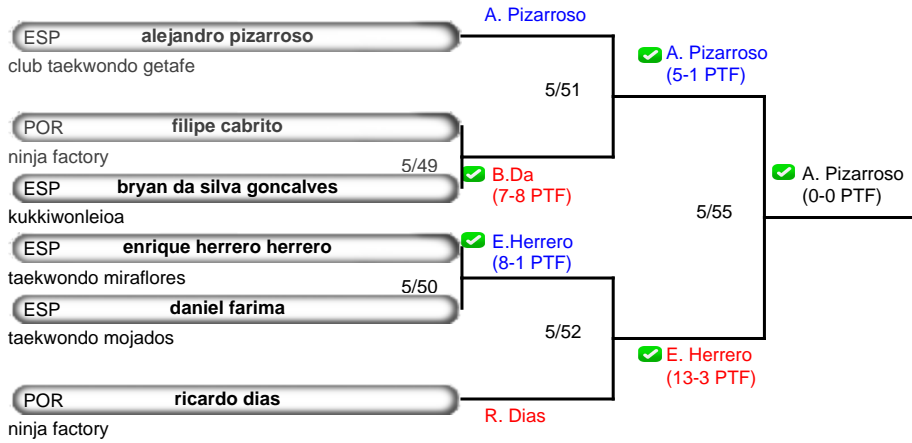 A. Pizarroso
ESP alejandro pizarroso
club taekwondo getafe
A. Pizarroso
(5-1 PTF)
5/51
POR filipe cabrito
ninja factory
5/49
B.Da
(7-8 PTF)
ESP bryan da silva goncalves
kukkiwonleioa
A. Pizarroso
(0-0 PTF)
5/55
ESP enrique herrero herrero
taekwondo miraflores
E.Herrero
(8-1 PTF)
5/50
ESP daniel farima
taekwondo mojados
5/52
E. Herrero
(13-3 PTF)
POR ricardo dias
ninja factory
R. Dias